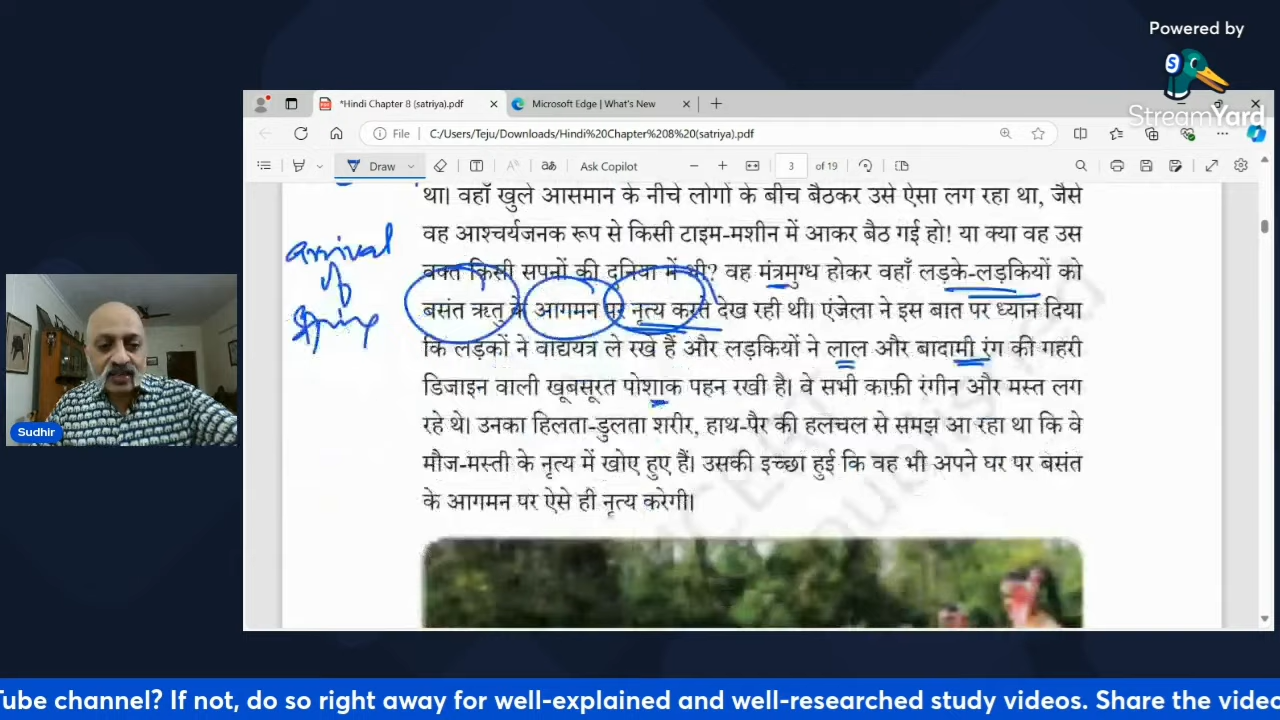 Powered by
S
StreamYard
*Hindi Chapter 8 (satriya).pdf
Microsoft Edge | What's New
File
C:/Users/Teju/Downloads/Hindi%20Chapter%208%20(satriya).pdf
Draw
Ask Copilot
3 of 19
था। वहाँ खुले आसमान के नीचे लोगों के बीच बैठकर उसे ऐसा लग रहा था, जैसे
वह आश्चर्यजनक रूप से किसी टाइम-मशीन में आकर बैठ गई हो! या क्या वह उस
वक्त किसी सपनों की दुनिया में थी? वह मंत्रमुग्ध होकर वहाँ लड़के-लड़कियों को
बसंत ऋतु के आगमन पर नृत्य करते देख रही थी। एंजेला ने इस बात पर ध्यान दिया
कि लड़कों ने वाद्ययंत्र ले रखे हैं और लड़कियों ने लाल और बादामी रंग की गहरी
डिजाइन वाली खूबसूरत पोशाक पहन रखी है। वे सभी काफ़ी रंगीन और मस्त लग
रहे थे। उनका हिलता-डुलता शरीर, हाथ-पैर की हलचल से समझ आ रहा था कि वे
मौज-मस्ती के नृत्य में खोए हुए हैं। उसकी इच्छा हुई कि वह भी अपने घर पर बसंत
के आगमन पर ऐसे ही नृत्य करेगी।
arrival
of
Spring
Sudhir
Tube channel? If not, do so right away for well-explained and well-researched study videos. Share the video